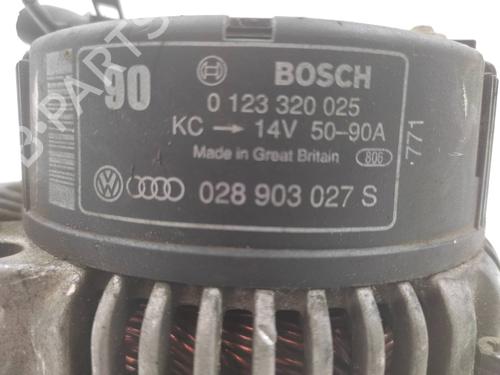 90
BOSCH
0 123 320 025
KC → 14V 50-90A
Made in Great Britain 806
.771
028 903 027 S